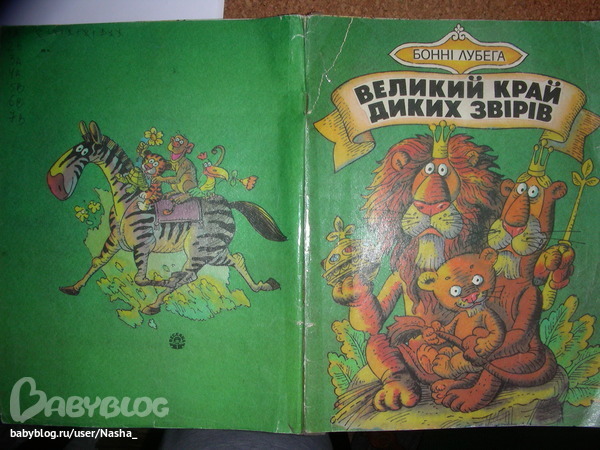 БОННІ ЛУБЕГА
ВЕЛИКИЙ КРАЙ
ДИКИХ ЗВІРІВ
BABYBLOG
babyblog.ru/user/Nasha_